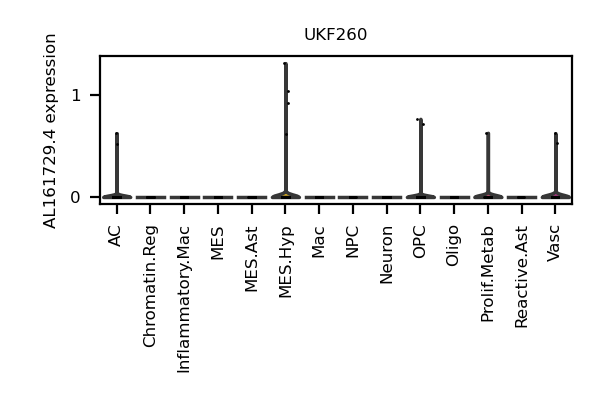 UKF260
AL161729.4 expression
1
0
AC
Chromatin.Reg
Inflammatory.Mac
MES
MES.Ast
MES.Hyp
Mac
NPC
Neuron
OPC
Oligo
Prolif.Metab
Reactive.Ast
Vasc